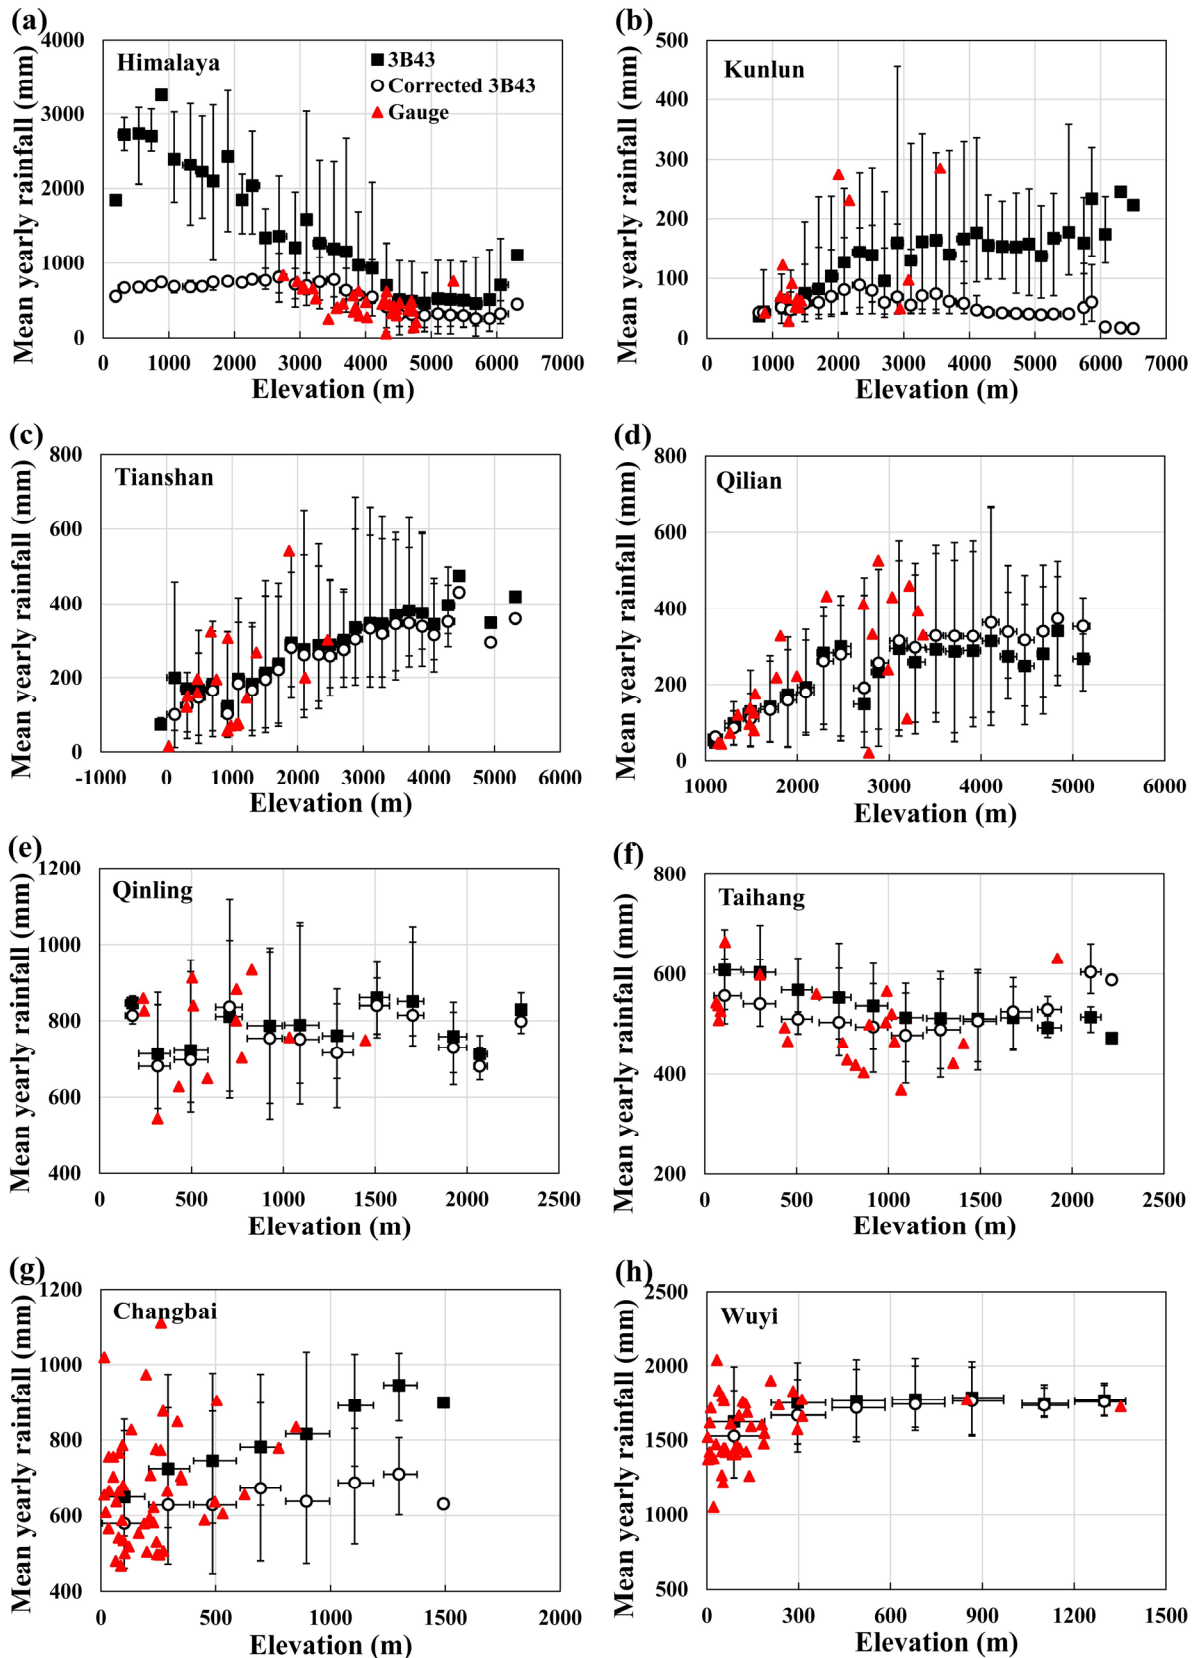 (a)
Mean yearly rainfall (mm)
4000
3000
2000
1000
0
Himalaya
3B43
Corrected 3B43
Gauge
0 1000 2000 3000 4000 5000 6000 7000
Elevation (m)
(b)
Mean yearly rainfall (mm)
500
400
300
200
100
0
Kunlun
0 1000 2000 3000 4000 5000 6000 7000
Elevation (m)
(c)
Mean yearly rainfall (mm)
800
600
400
200
0
Tianshan
-1000 0 1000 2000 3000 4000 5000 6000
Elevation (m)
(d)
Mean yearly rainfall (mm)
800
600
400
200
0
Qilian
1000 2000 3000 4000 5000 6000
Elevation (m)
(e)
Mean yearly rainfall (mm)
1200
1000
800
600
400
Qinling
0 500 1000 1500 2000 2500
Elevation (m)
(f)
Mean yearly rainfall (mm)
800
600
400
200
Taihang
0 500 1000 1500 2000 2500
Elevation (m)
(g)
Mean yearly rainfall (mm)
1200
1000
800
600
400
Changbai
0 500 1000 1500 2000
Elevation (m)
(h)
Mean yearly rainfall (mm)
2500
2000
1500
1000
500
Wuyi
0 300 600 900 1200 1500
Elevation (m)